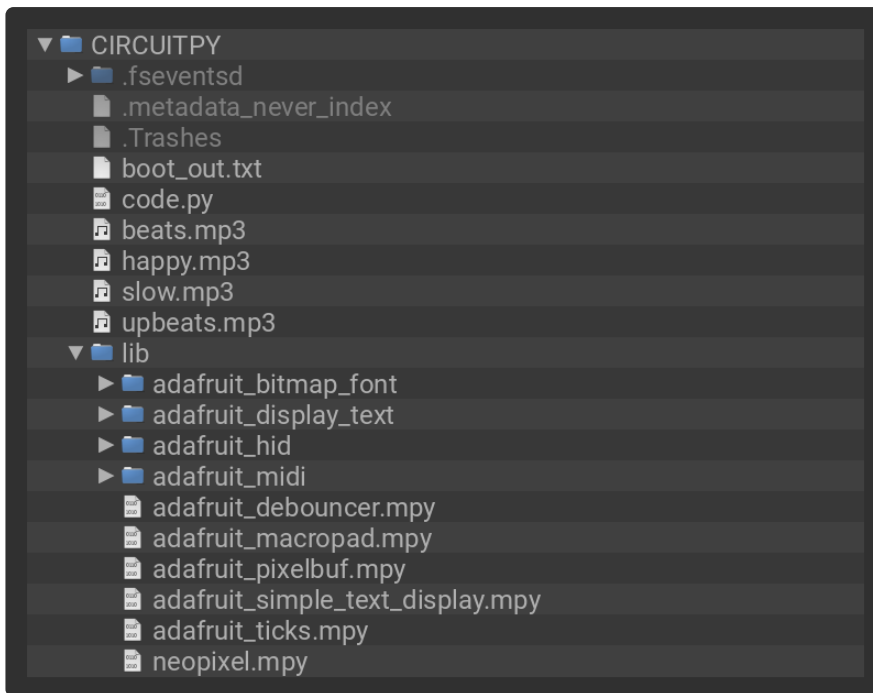 CIRCUITPY
.fseventsd
.metadata_never_index
.Trashes
boot_out.txt
code.py
beats.mp3
happy.mp3
slow.mp3
upbeats.mp3
lib
adafruit_bitmap_font
adafruit_display_text
adafruit_hid
adafruit_midi
adafruit_debouncer.mpy
adafruit_macropad.mpy
adafruit_pixelbuf.mpy
adafruit_simple_text_display.mpy
adafruit_ticks.mpy
neopixel.mpy